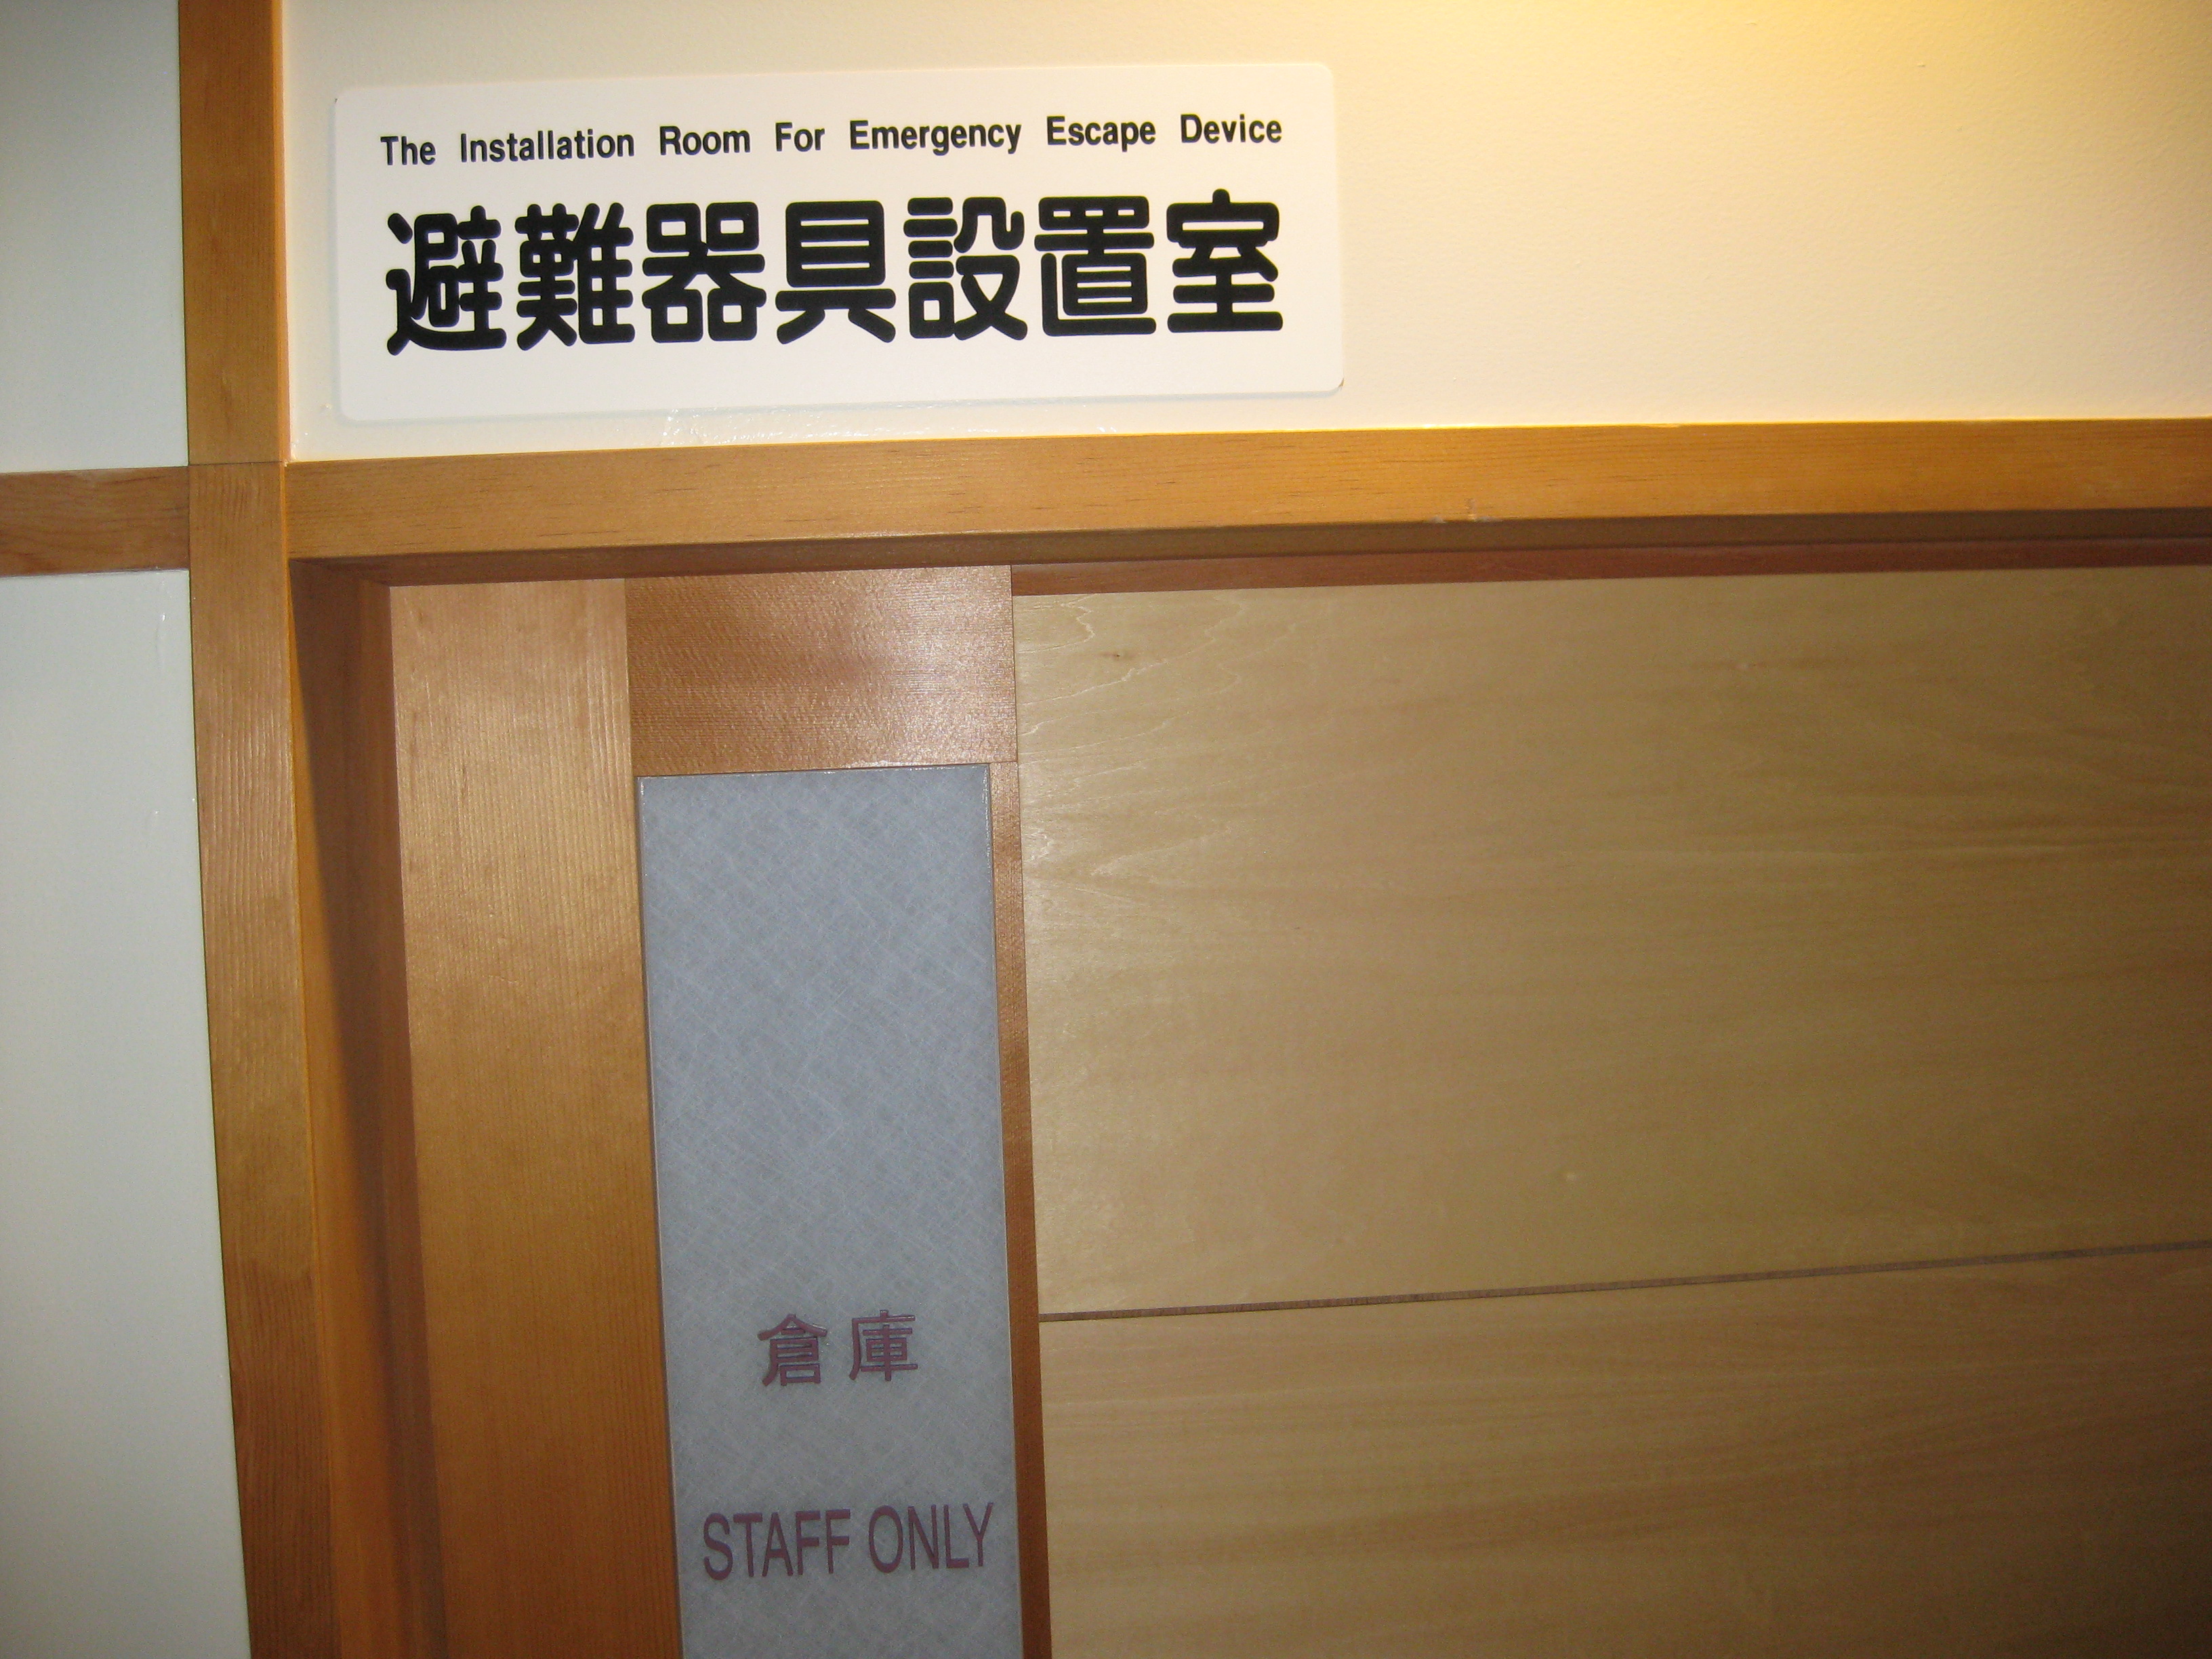 The Installation Room For Emergency Escape Device
避難器具設置室
倉庫
STAFF ONLY